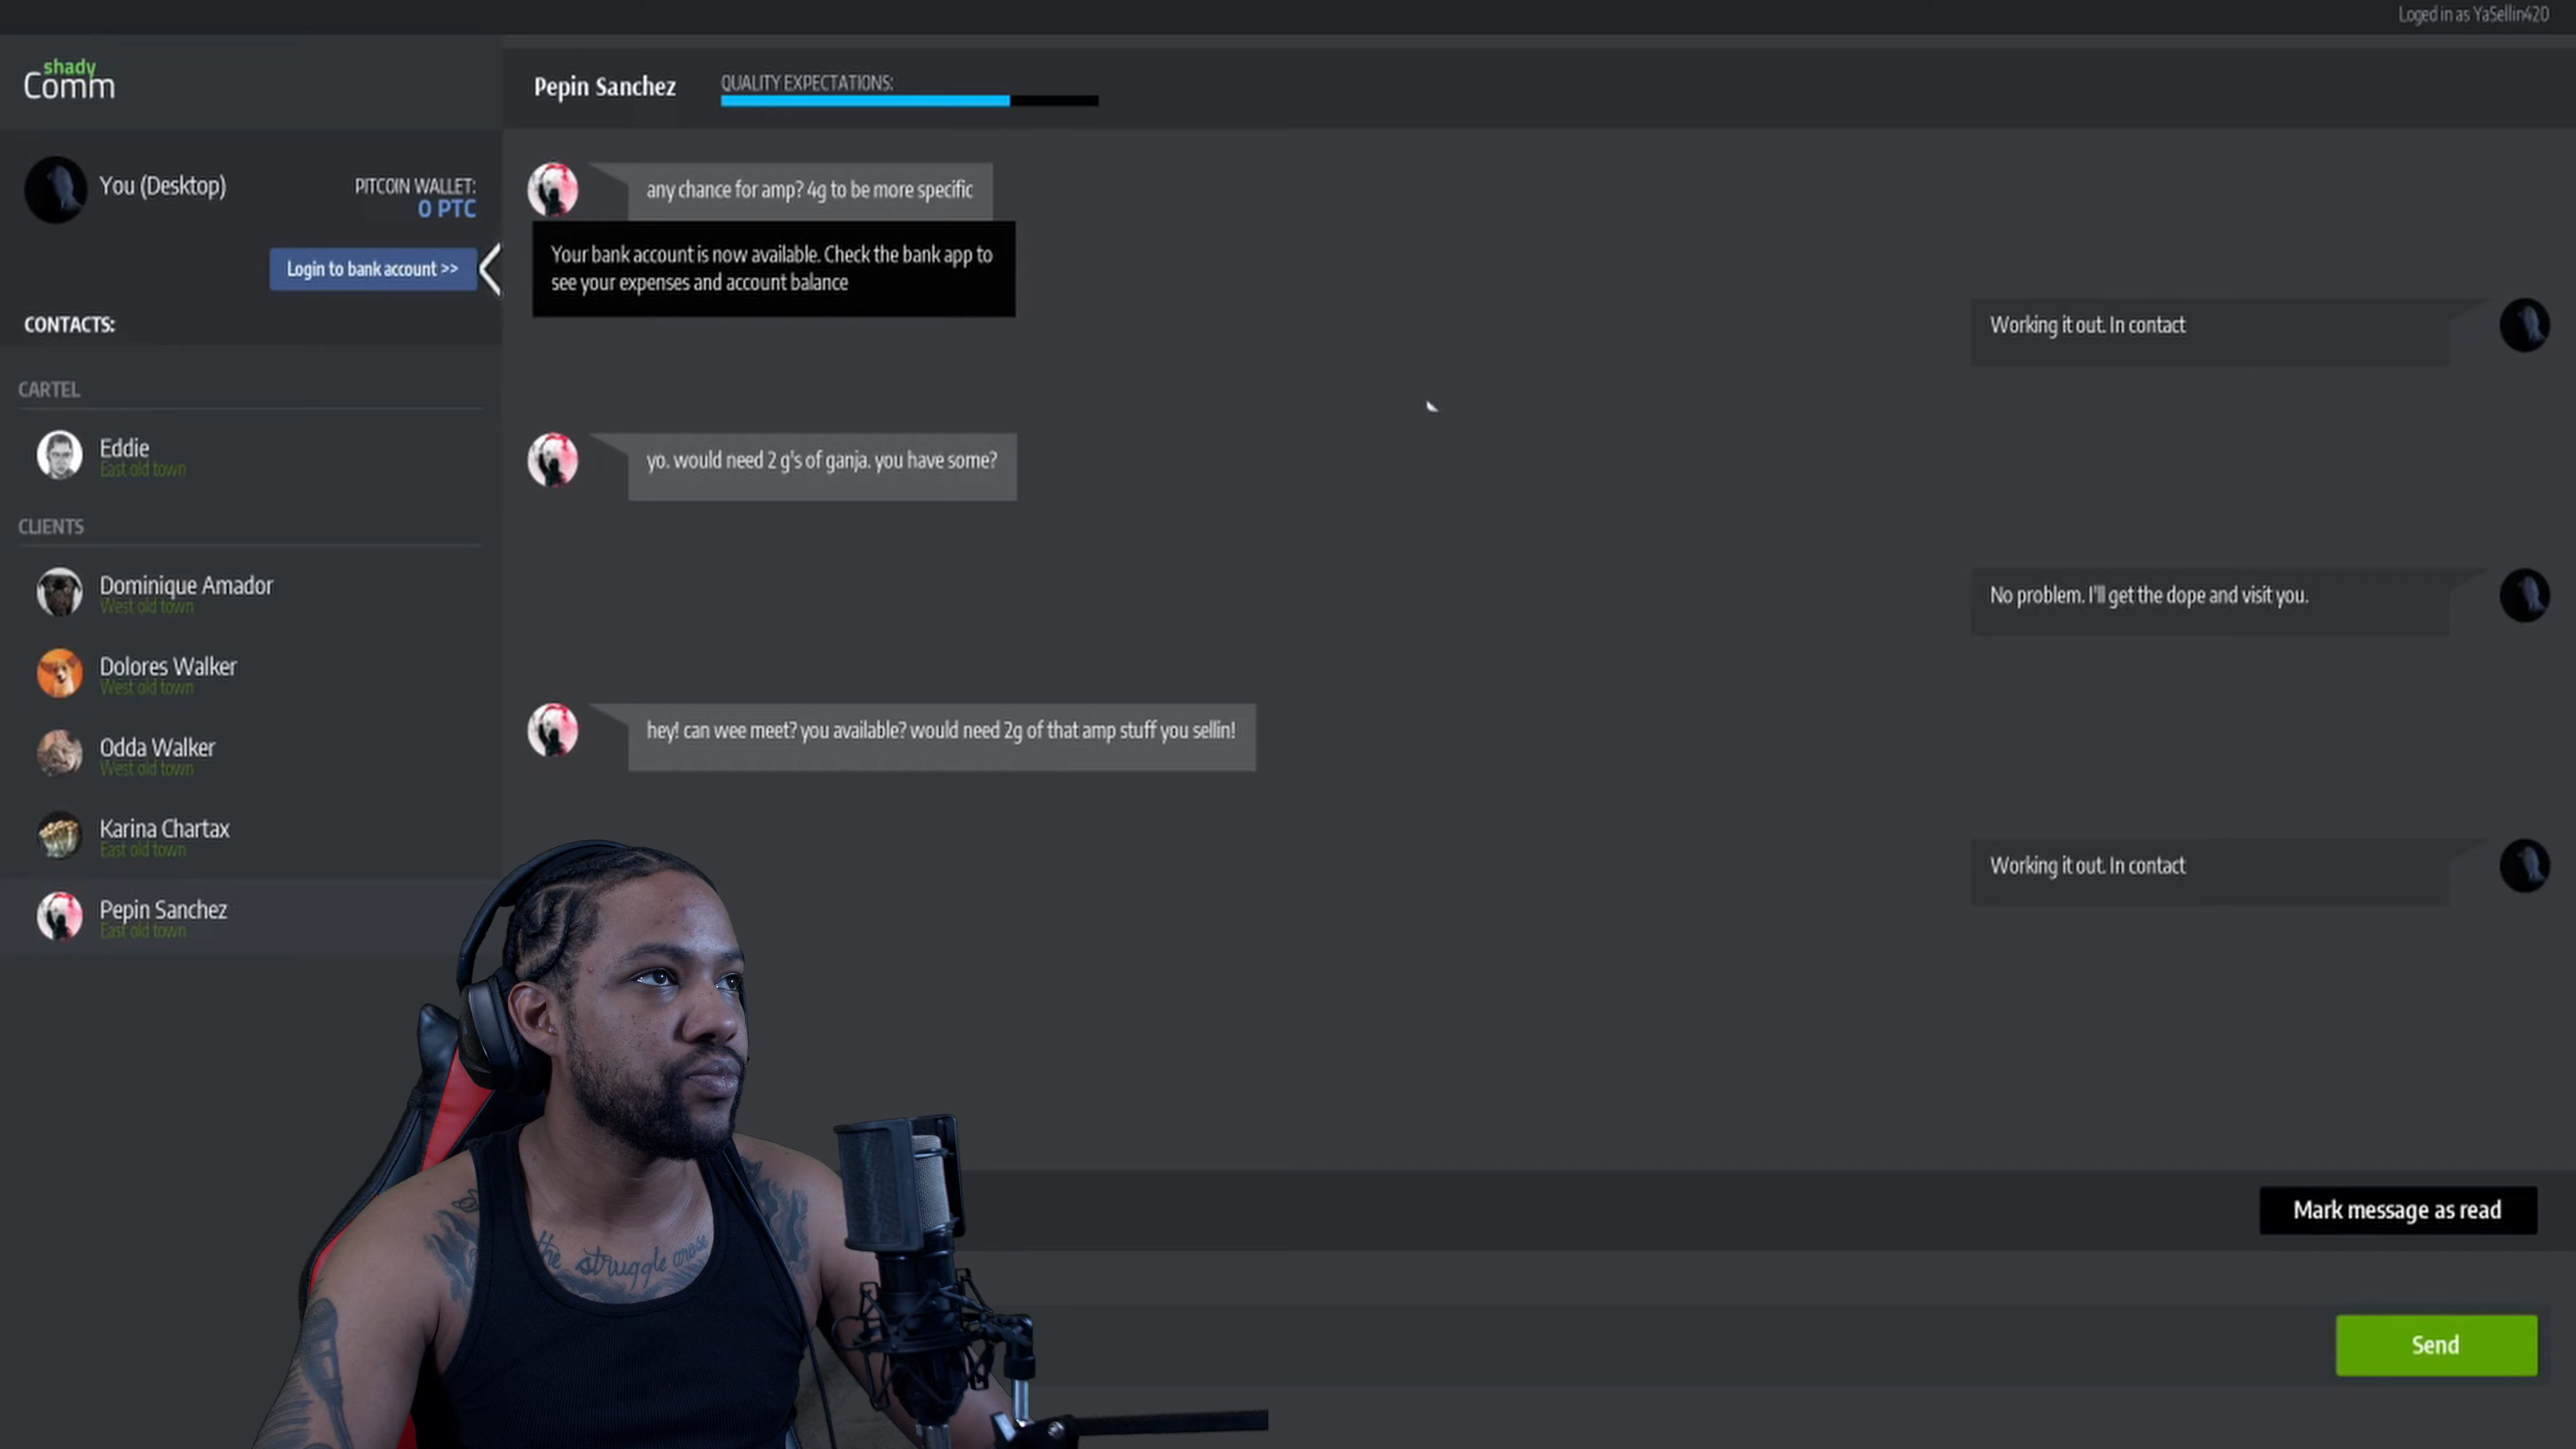 Loged in as YaSellin420
shady
Comm
Pepin Sanchez
QUALITY EXPECTATIONS:
You (Desktop)
PITCOIN WALLET:
0 PTC
Login to bank account >>
CONTACTS:
CARTEL
Eddie
East old town
CLIENTS
Dominique Amador
West old town
Dolores Walker
West old town
Odda Walker
West old town
Karina Chartax
East old town
Pepin Sanchez
East old town
any chance for amp? 4g to be more specific
Your bank account is now available. Check the bank app to
see your expenses and account balance
Working it out. In contact
yo. would need 2 g's of ganja. you have some?
No problem. I'll get the dope and visit you.
hey! can wee meet? you available? would need 2g of that amp stuff you sellin!
Working it out. In contact
the struggle
Mark message as read
Send